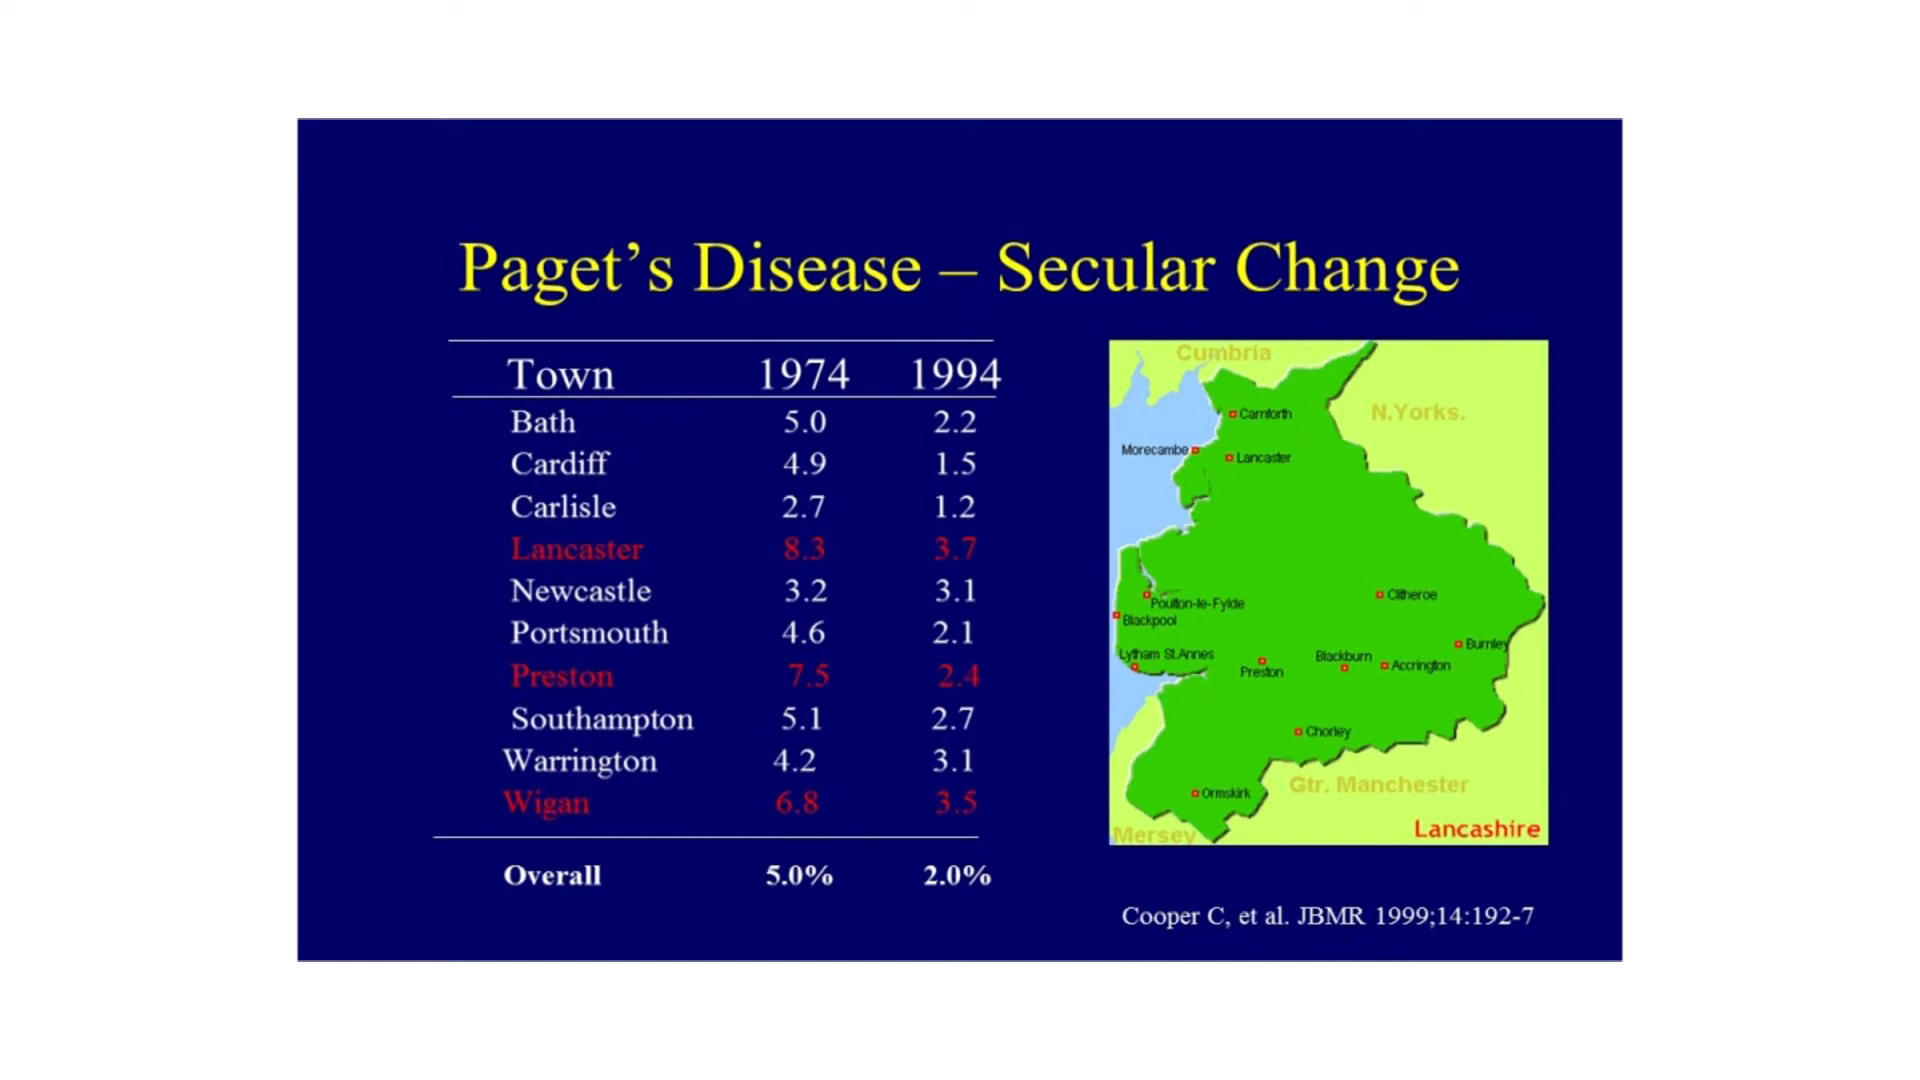 Paget’s Disease – Secular Change
Town 1974 1994
Bath 5.0 2.2
Cardiff 4.9 1.5
Carlisle 2.7 1.2
Lancaster 8.3 3.7
Newcastle 3.2 3.1
Portsmouth 4.6 2.1
Preston 7.5 2.4
Southampton 5.1 2.7
Warrington 4.2 3.1
Wigan 6.8 3.5
Overall 5.0% 2.0%
Cumbria
N.Yorks.
Carnforth
Morecambe
Lancaster
Clitheroe
Poulton-le-Fylde
Blackpool
Burnley
Lytham St.Annes
Blackburn
Accrington
Preston
Chorley
Gtr. Manchester
Ormskirk
Lancashire
Mersey
Cooper C, et al. JBMR 1999;14:192-7